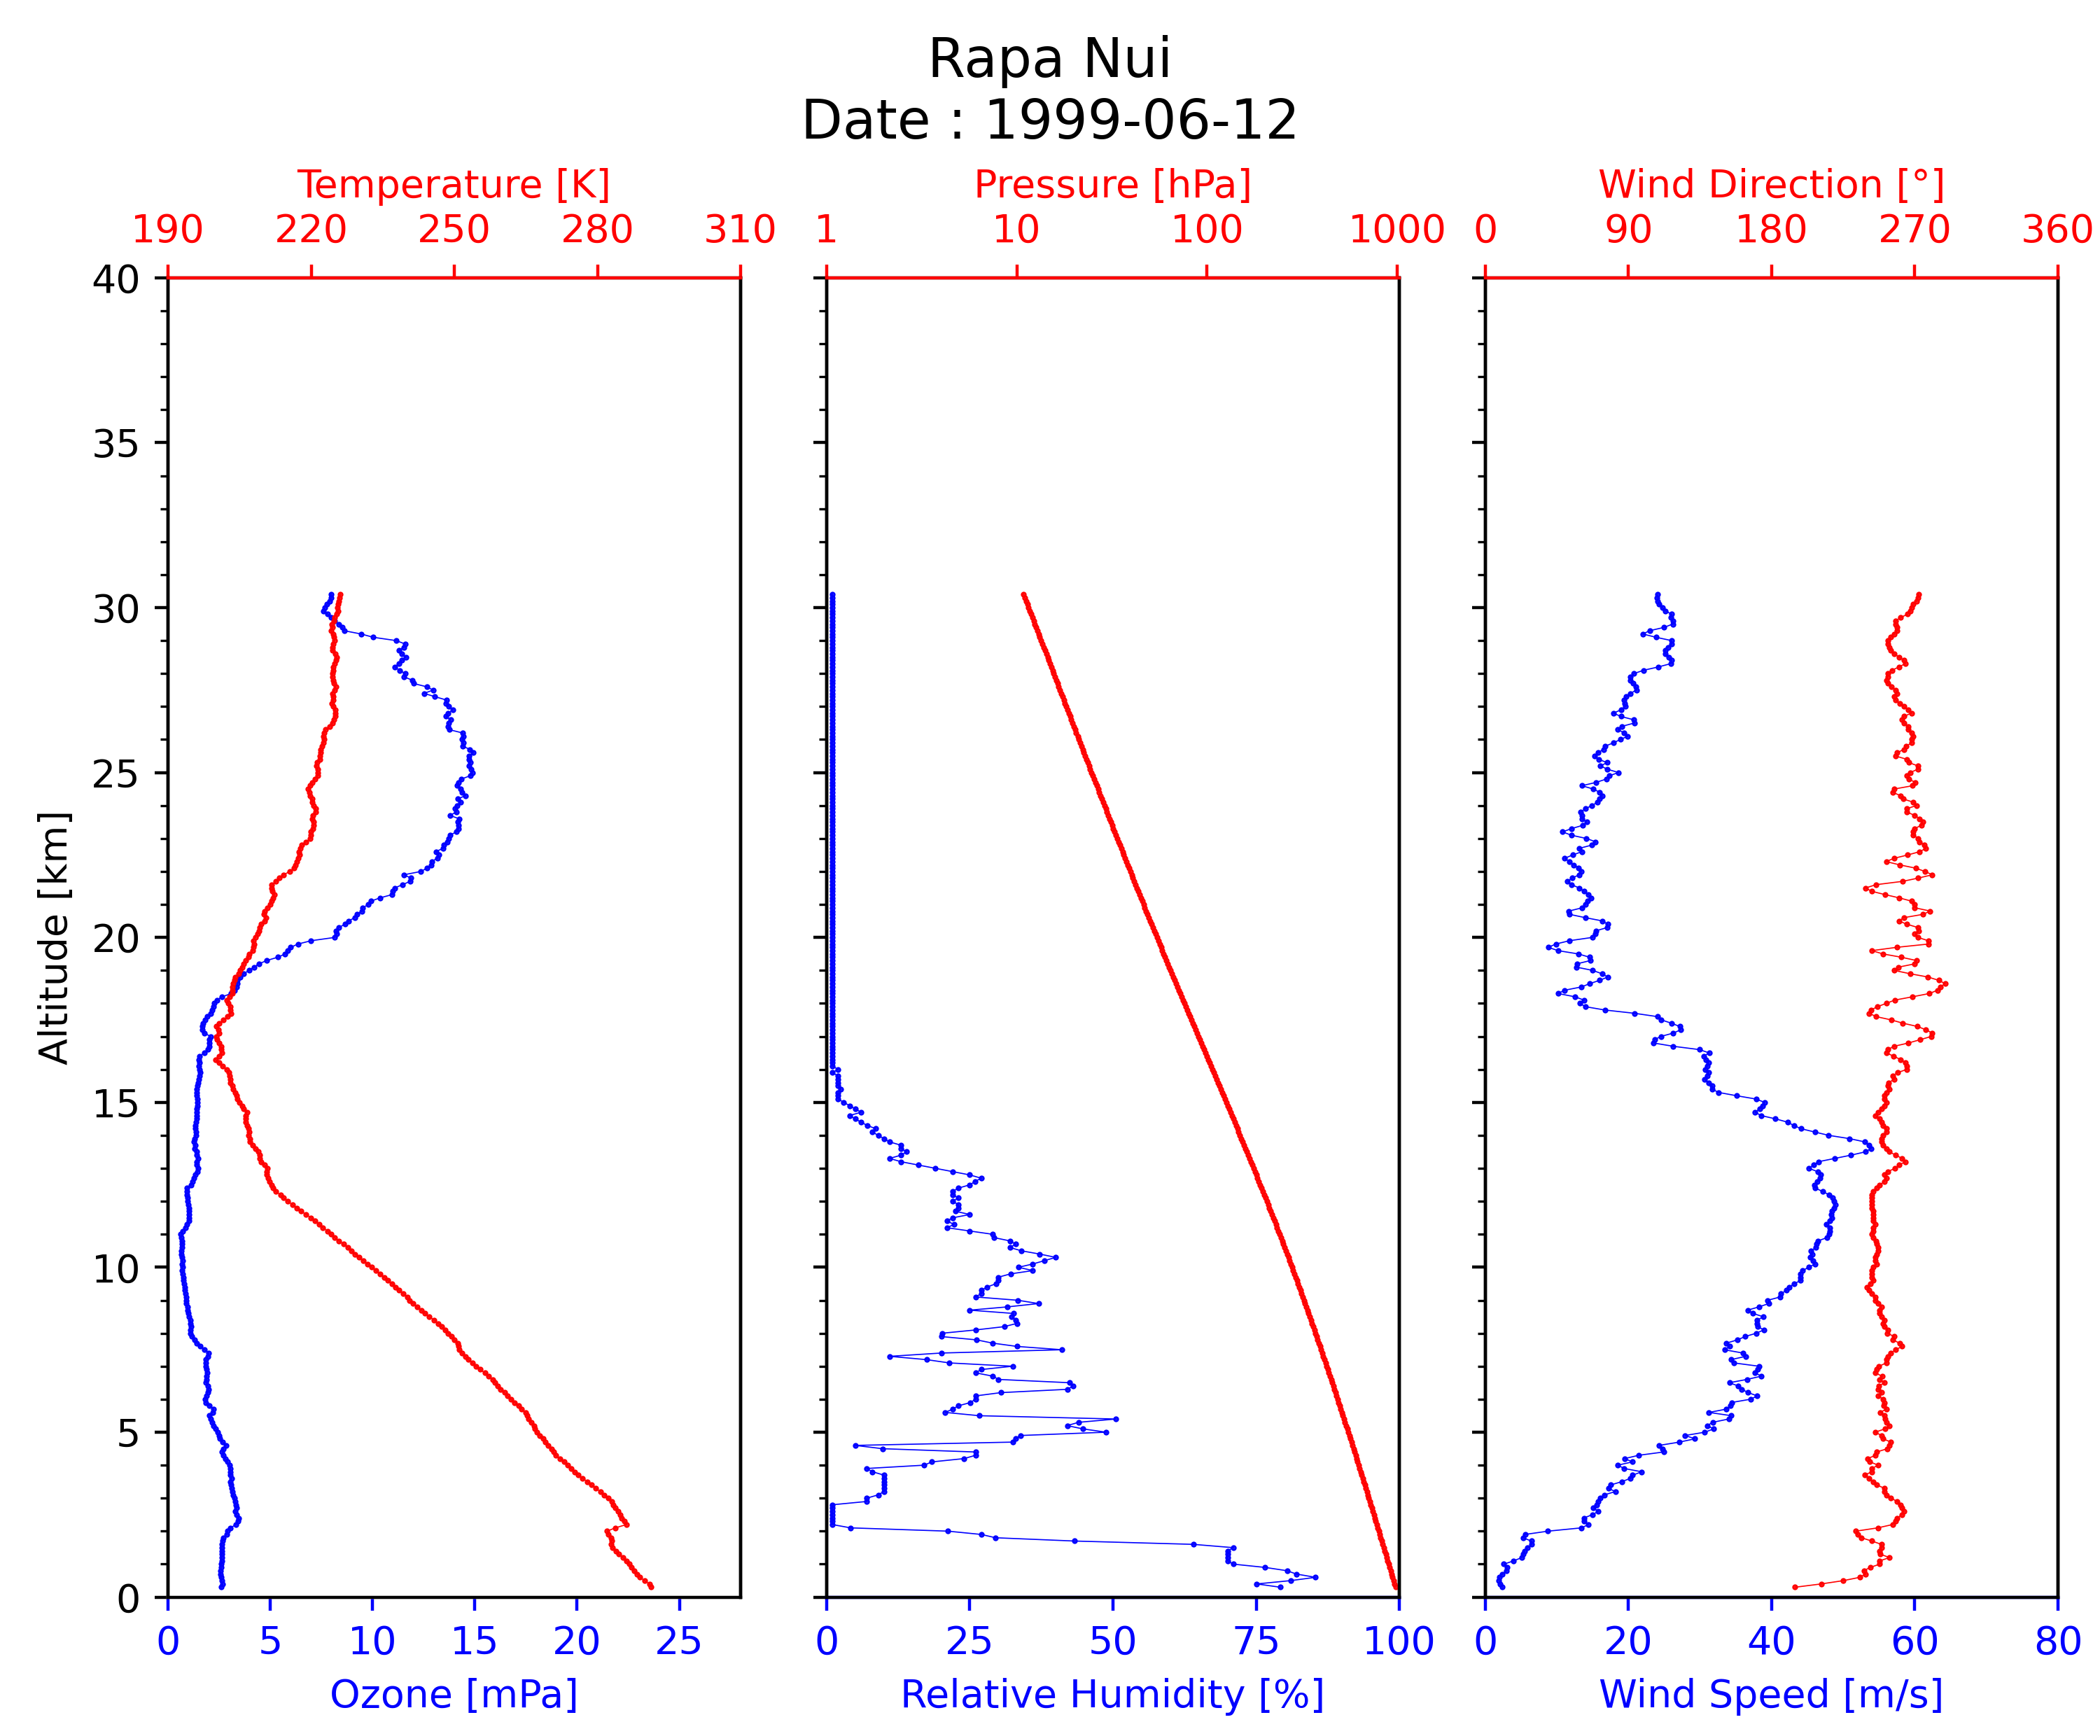 Rapa Nui
Date : 1999-06-12
Temperature [K]
190 220 250 280 310
Pressure [hPa]
1 10 100 1000
Wind Direction [°]
0 90 180 270 360
Altitude [km]
40
35
30
25
20
15
10
5
0
0 5 10 15 20 25
Ozone [mPa]
0 25 50 75 100
Relative Humidity [%]
0 20 40 60 80
Wind Speed [m/s]